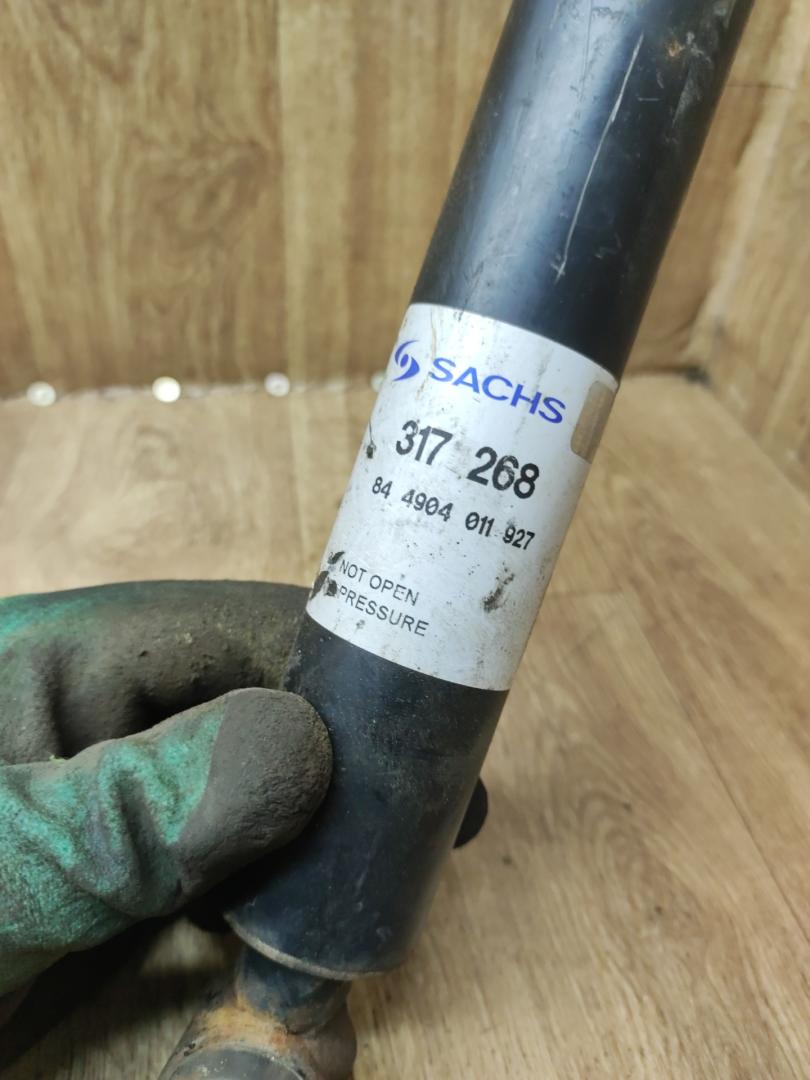 SACHS
317 268
84 4904 011 927
NOT OPEN
PRESSURE